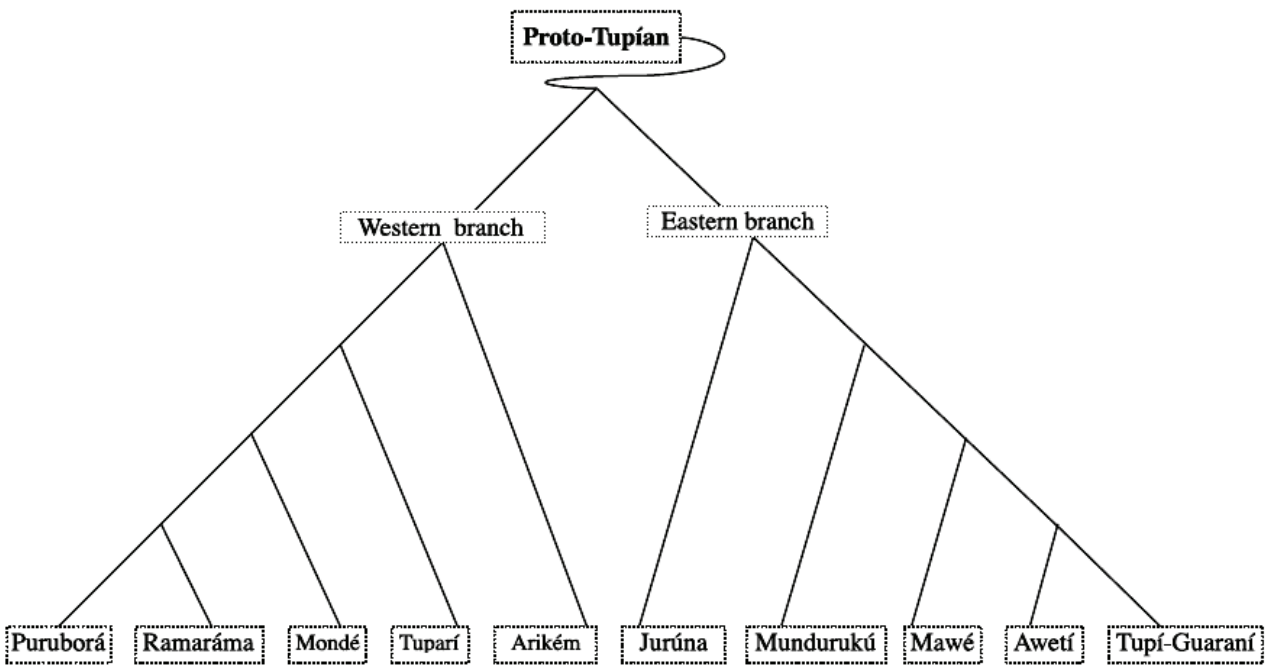 Proto-Tupían
Western branch
Eastern branch
Puruborá
Ramaráma
Mondé
Tuparí
Arikém
Jurúna
Mundurukú
Mawé
Awetí
Tupí-Guaraní